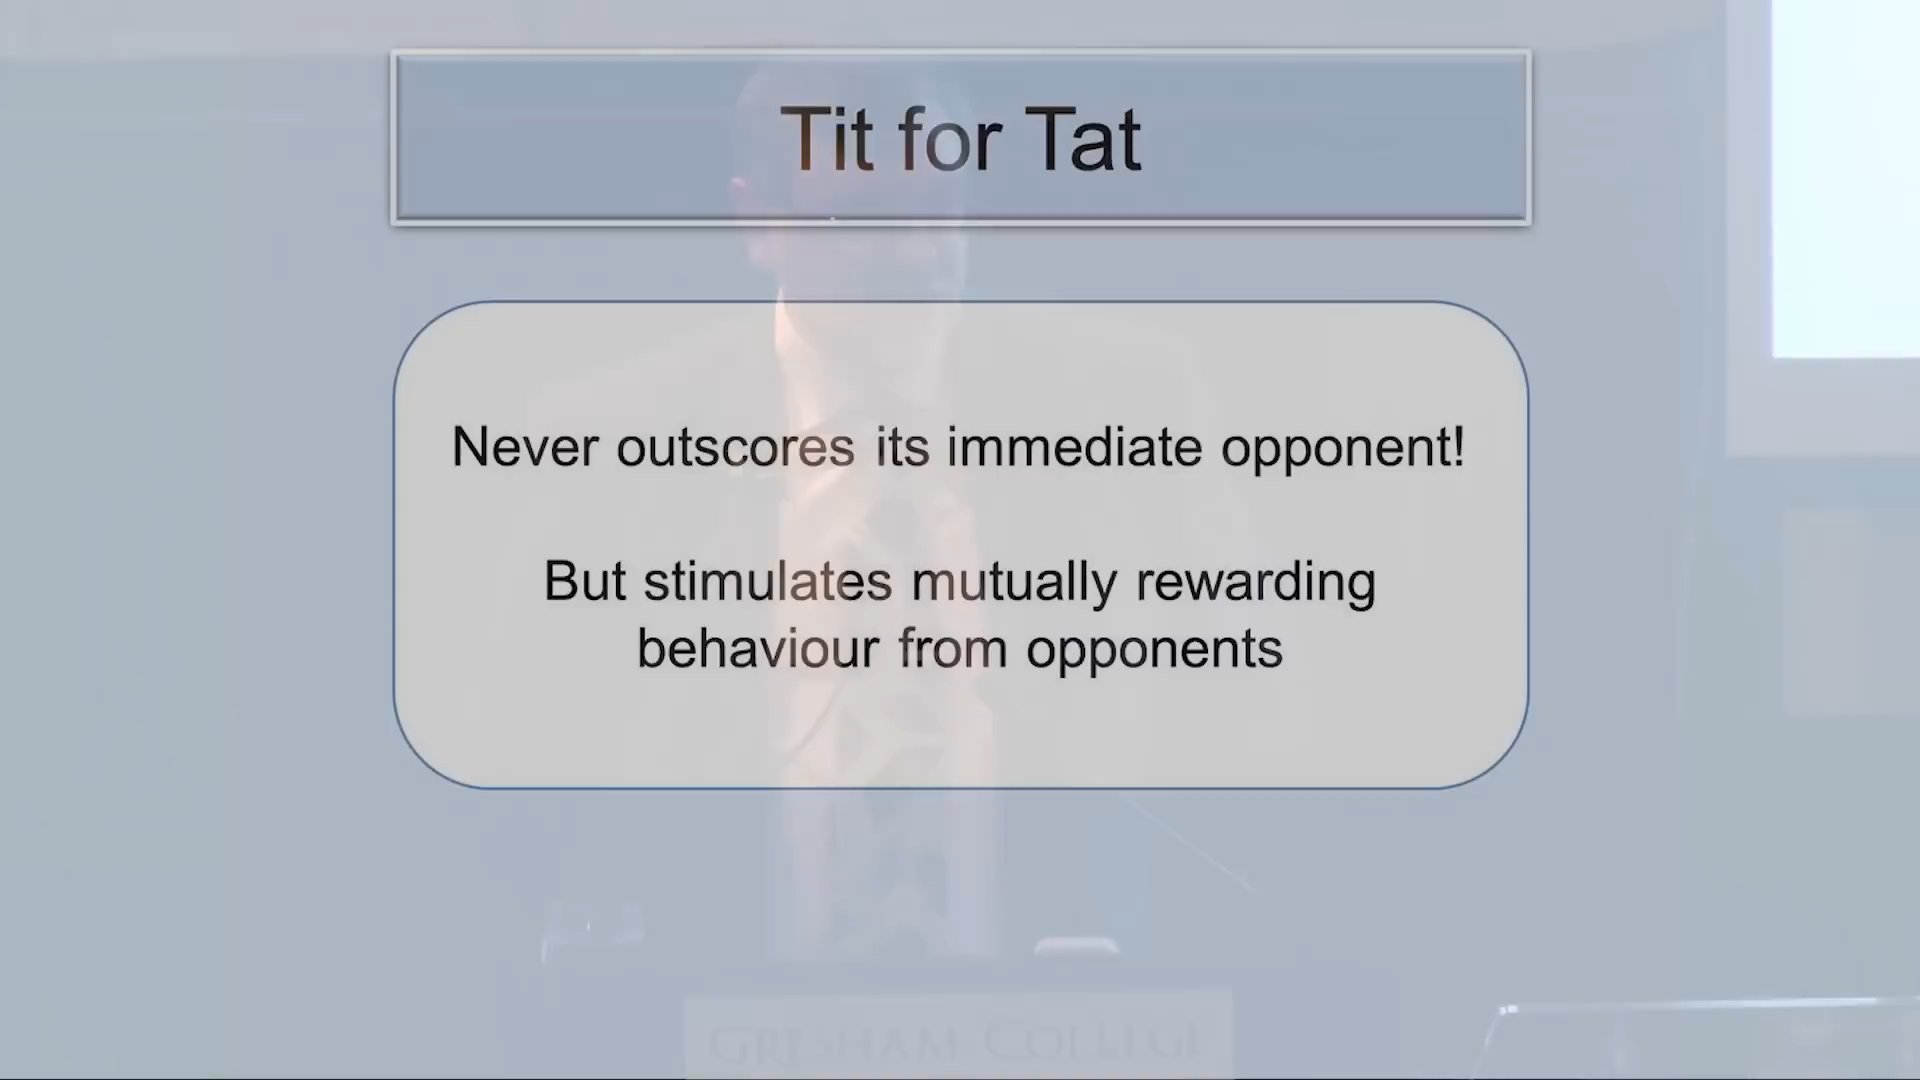 Tit for Tat
Never outscores its immediate opponent!
But stimulates mutually rewarding
behaviour from opponents
GRESHAM COLLEGE